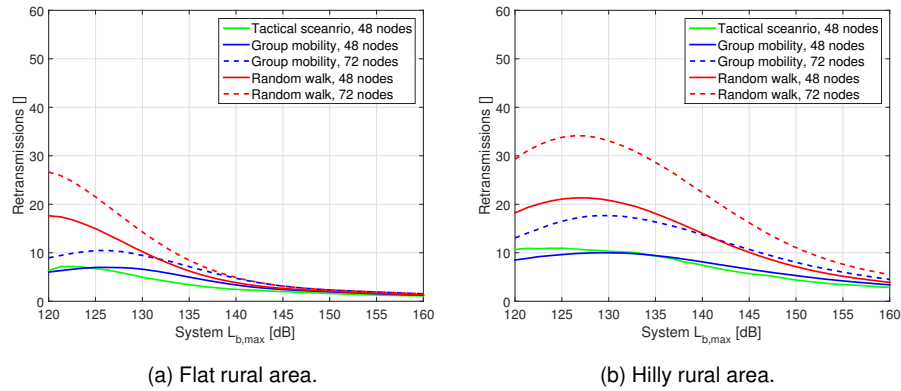 60
50
40
30
20
10
0
Retransmissions []
120 125 130 135 140 145 150 155 160
System L_b,max [dB]
Tactical sceanrio, 48 nodes
Group mobility, 48 nodes
Group mobility, 72 nodes
Random walk, 48 nodes
Random walk, 72 nodes
(a) Flat rural area.
60
50
40
30
20
10
0
Retransmissions []
120 125 130 135 140 145 150 155 160
System L_b,max [dB]
Tactical sceanrio, 48 nodes
Group mobility, 48 nodes
Group mobility, 72 nodes
Random walk, 48 nodes
Random walk, 72 nodes
(b) Hilly rural area.